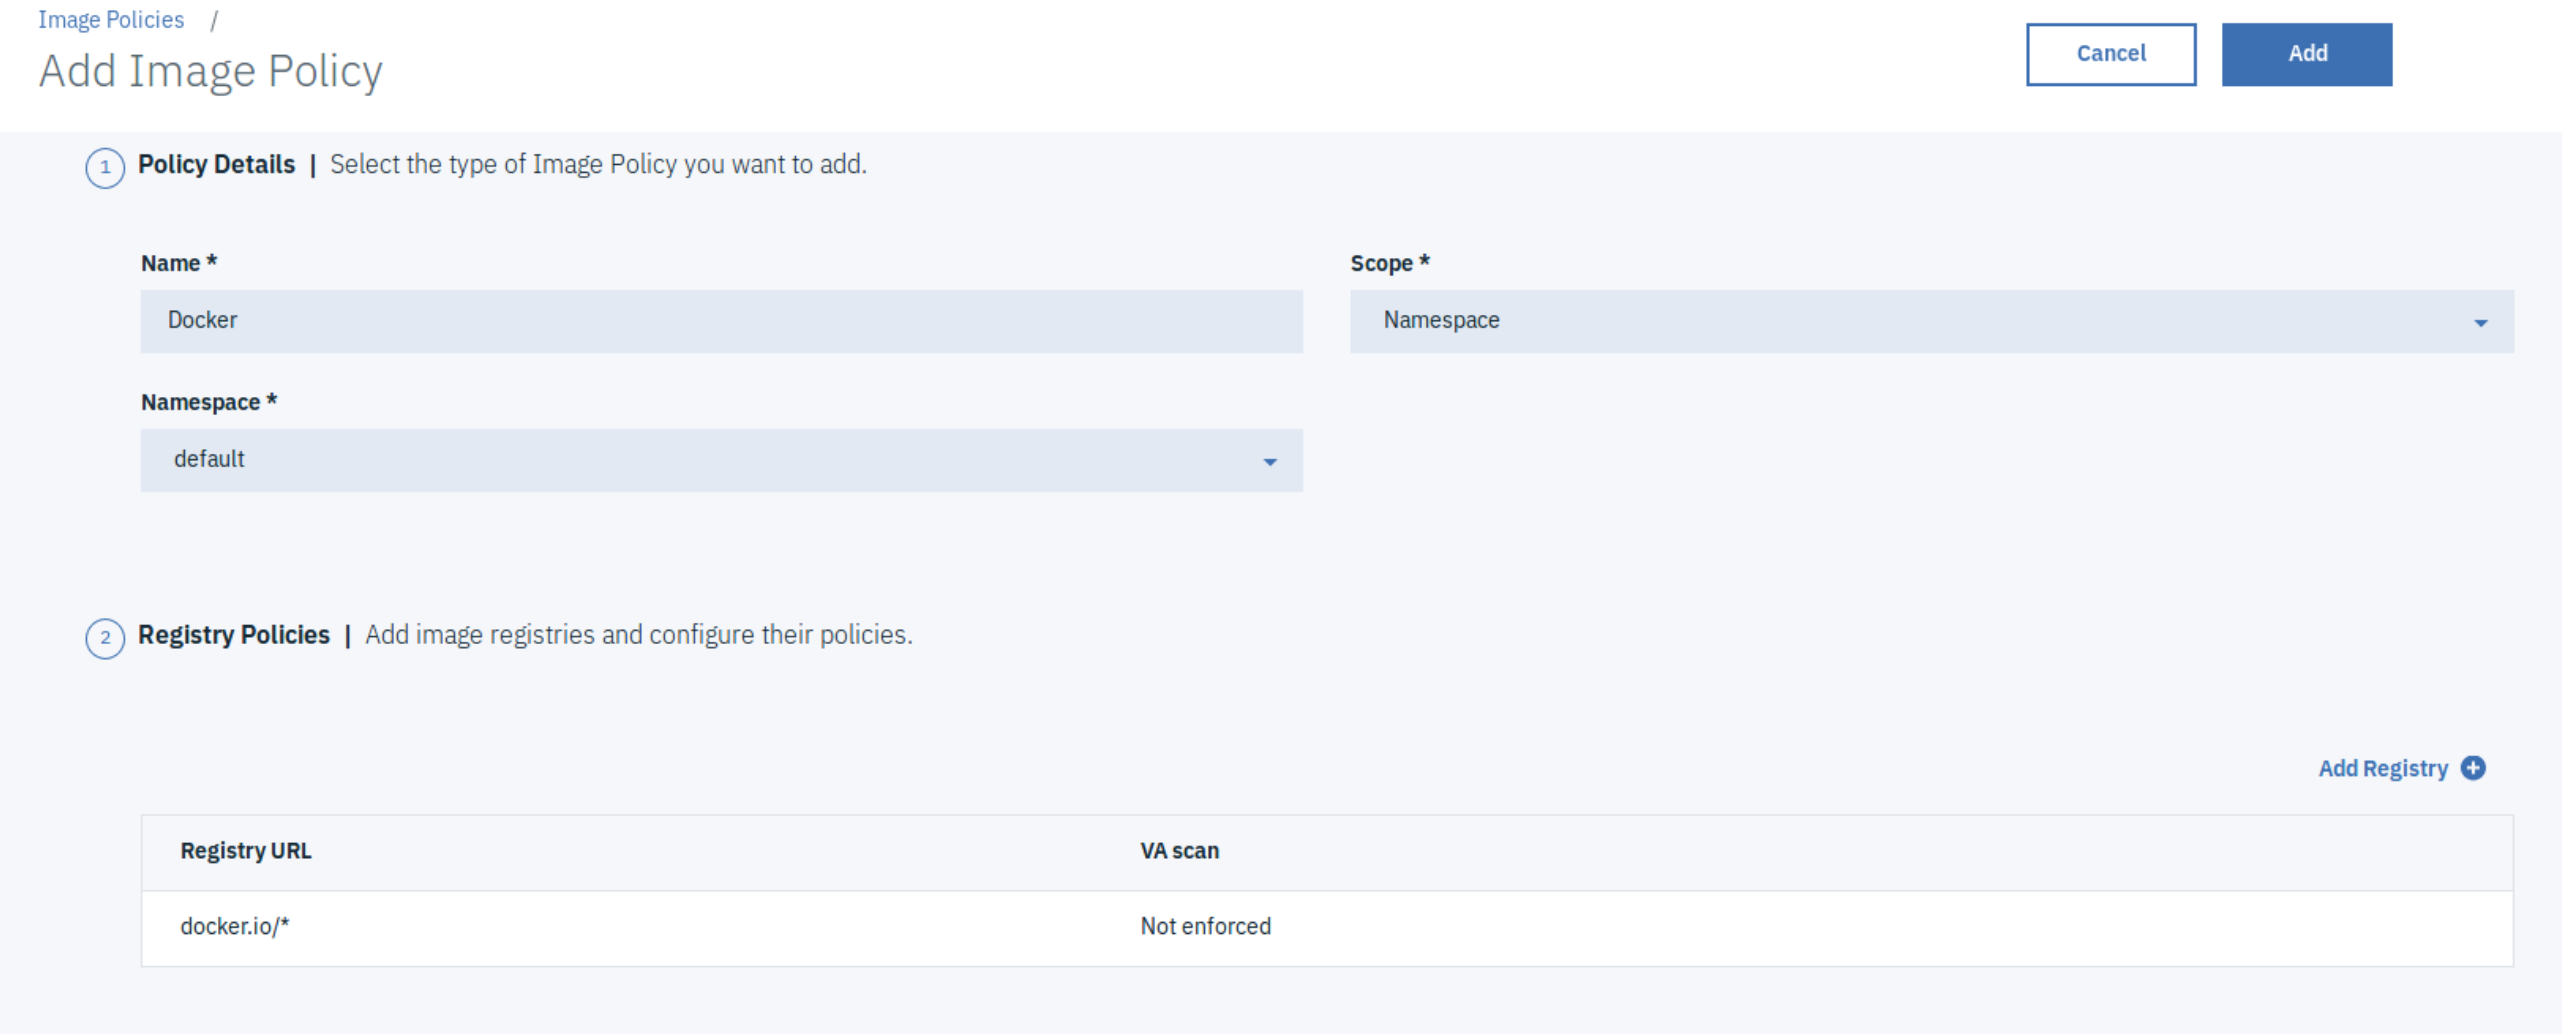 Image Policies /
Add Image Policy
Cancel
Add
1 Policy Details | Select the type of Image Policy you want to add.
Name *
Scope *
Docker
Namespace
Namespace *
default
2 Registry Policies | Add image registries and configure their policies.
Add Registry
Registry URL VA scan
docker.io/* Not enforced